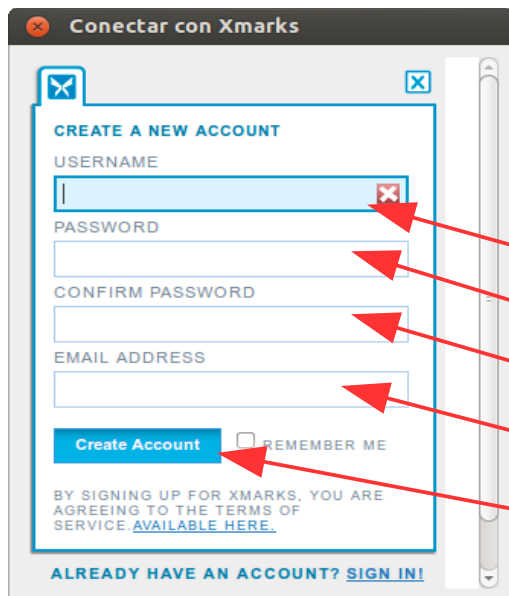 Conectar con Xmarks
CREATE A NEW ACCOUNT
USERNAME
PASSWORD
CONFIRM PASSWORD
EMAIL ADDRESS
Create Account REMEMBER ME
BY SIGNING UP FOR XMARKS, YOU ARE
AGREEING TO THE TERMS OF
SERVICE.AVAILABLE HERE.
ALREADY HAVE AN ACCOUNT? SIGN IN!